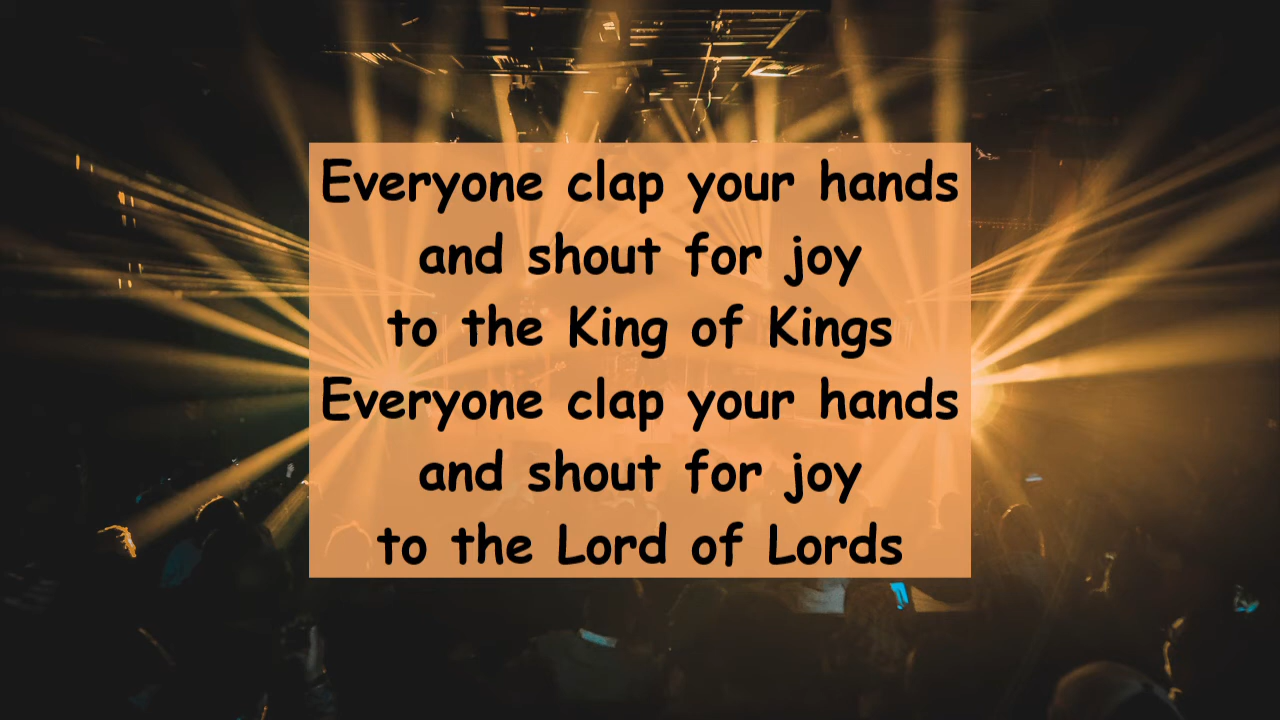 Everyone clap your hands
and shout for joy
to the King of Kings
Everyone clap your hands
and shout for joy
to the Lord of Lords